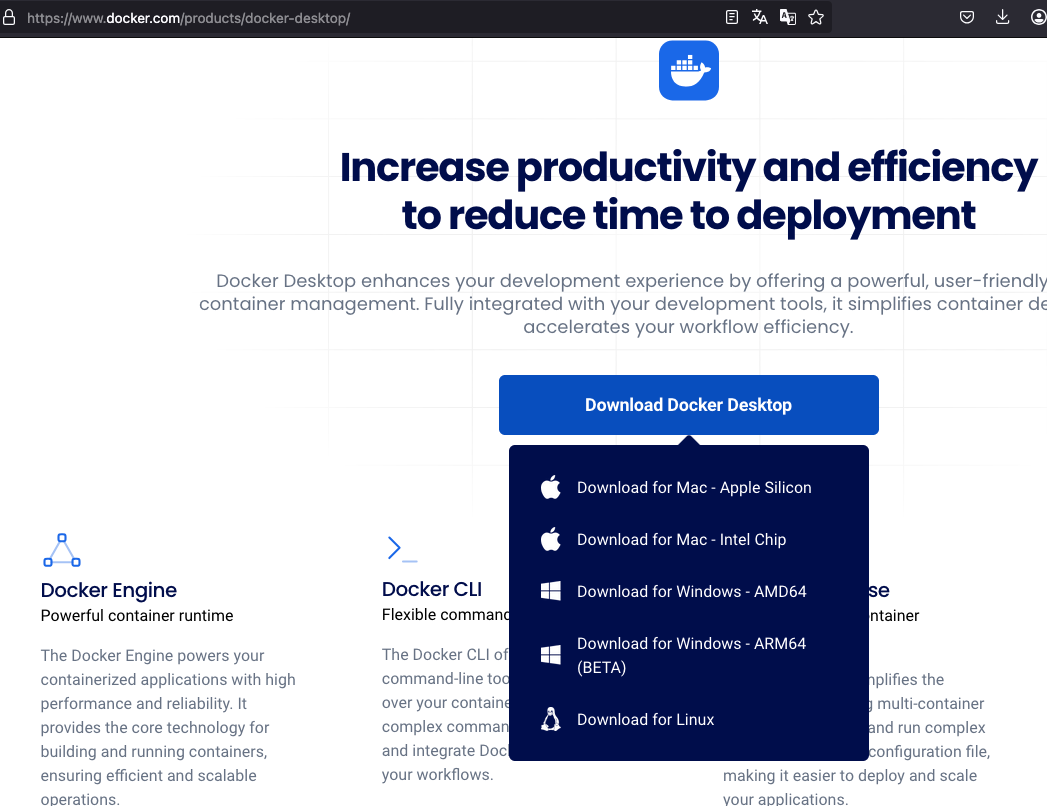 https://www.docker.com/products/docker-desktop/
Increase productivity and efficiency
to reduce time to deployment
Docker Desktop enhances your development experience by offering a powerful, user-friendly
container management. Fully integrated with your development tools, it simplifies container de
accelerates your workflow efficiency.
Download Docker Desktop
Download for Mac - Apple Silicon
Download for Mac - Intel Chip
Download for Windows - AMD64
Download for Windows - ARM64
(BETA)
Download for Linux
Docker Engine
Powerful container runtime
The Docker Engine powers your
containerized applications with high
performance and reliability. It
provides the core technology for
building and running containers,
ensuring efficient and scalable
operations.
Docker CLI
Flexible command
The Docker CLI of
command-line too
over your containe
complex comman
and integrate Doc
your workflows.
se
ntainer
nplifies the
g multi-container
and run complex
configuration file,
making it easier to deploy and scale
your applications.